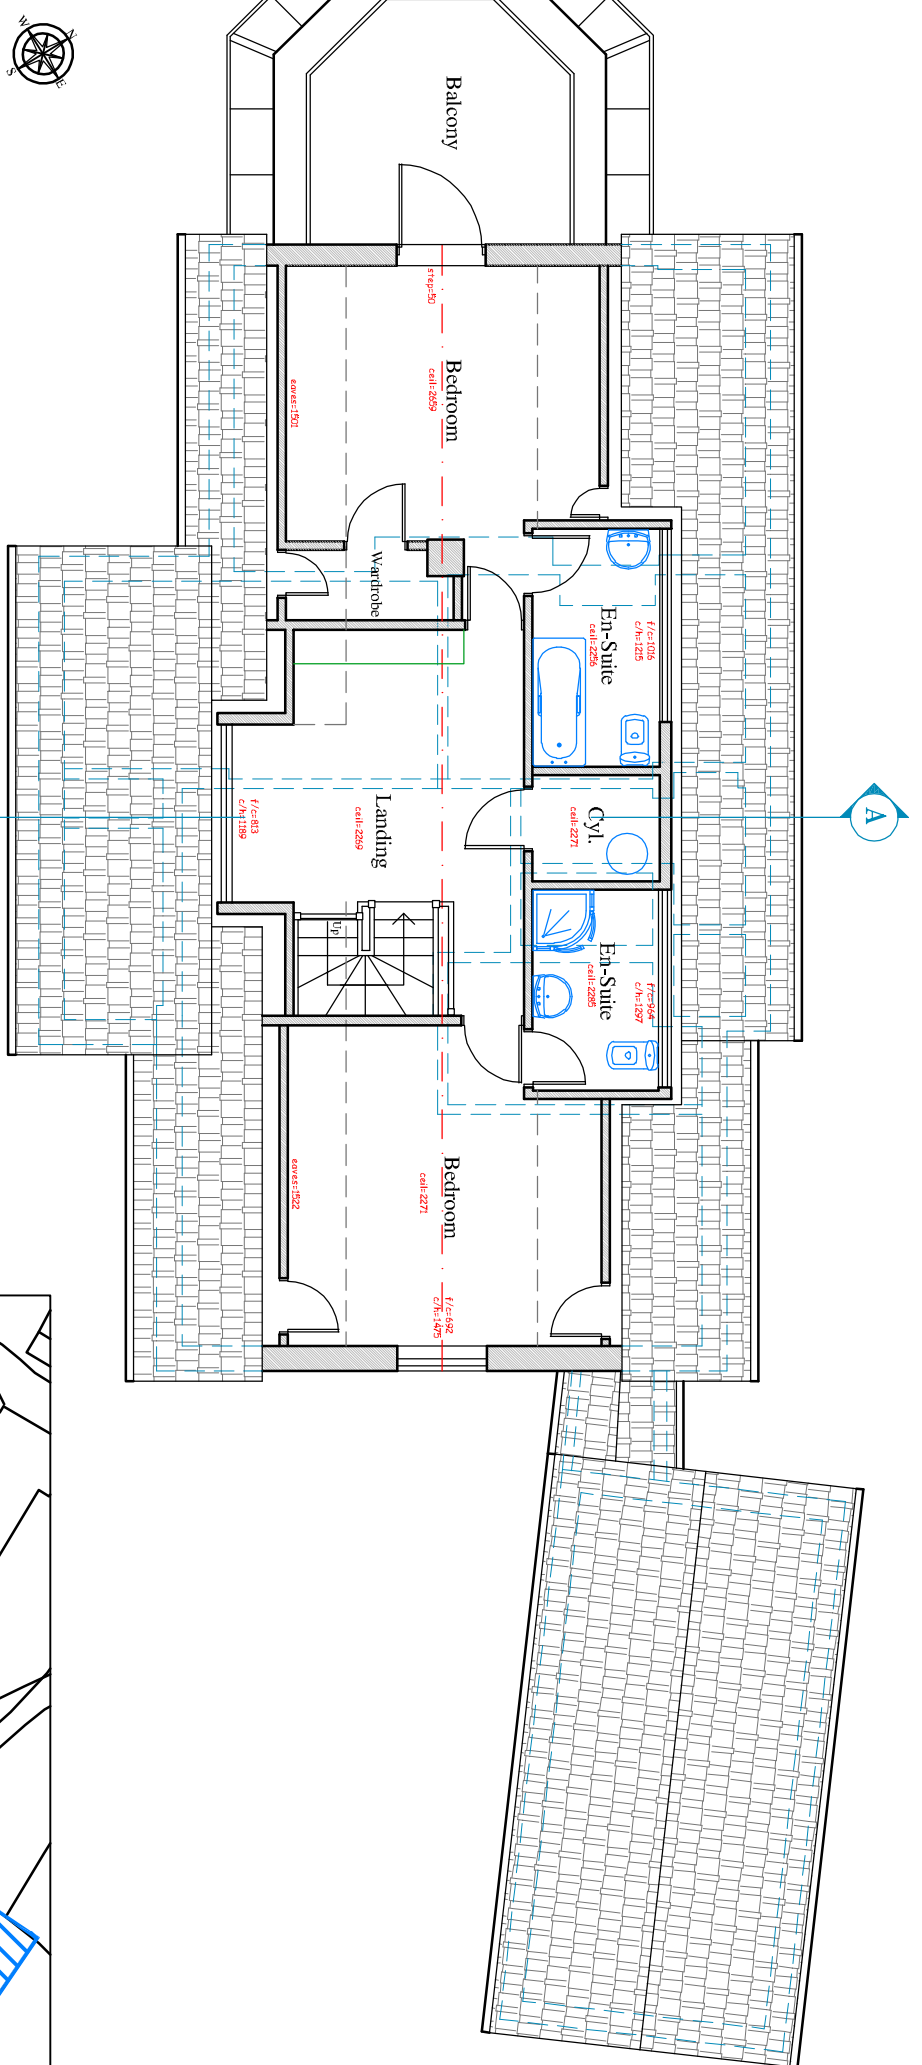 N
W
S
E
Balcony
step=50
Bedroom
ceil=2659
eaves=1501
Wardrobe
En-Suite
ceil=2256
f/c=1016
c/h=1215
Landing
ceil=2269
f/c=813
c/h=1189
Cyl.
ceil=2271
A
Up
En-Suite
ceil=2285
f/c=964
c/h=1297
Bedroom
ceil=2271
eaves=1522
f/c=692
c/h=1475